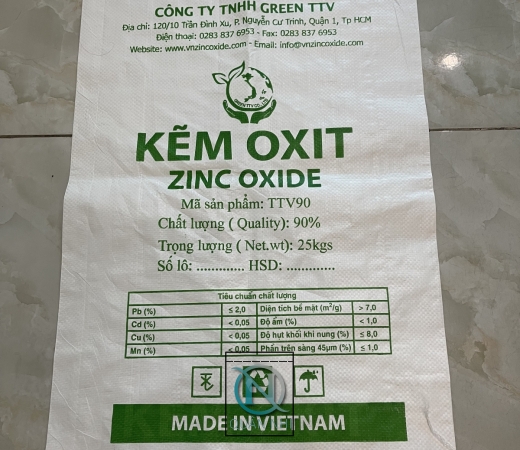 CÔNG TY TNHH GREEN TTV
Địa chỉ: 120/10 Trần Đình Xu, P. Nguyễn Cư Trinh, Quận 1, Tp HCM
Điện thoại: 0283 837 6953 - Fax: 0283 837 6953
Website: www.vnzincoxide.com - Email: info@vnzincoxide.com
KẼM OXIT
ZINC OXIDE
Mã sản phẩm: TTV90
Chất lượng ( Quality): 90%
Trọng lượng ( Net.wt): 25kgs
Số lô: ............. HSD: .............
Tiêu chuẩn chất lượng
Pb (%) ≤ 2,0 Diện tích bề mặt (m²/g) > 7,0
Cd (%) < 0,05 Độ ẩm (%) < 1,0
Cu (%) < 0,05 Độ hụt khối khi nung (%) ≤ 8,0
Mn (%) < 0,05 Phần trên sàng 45µm (%) ≤ 1,0
MADE IN VIETNAM